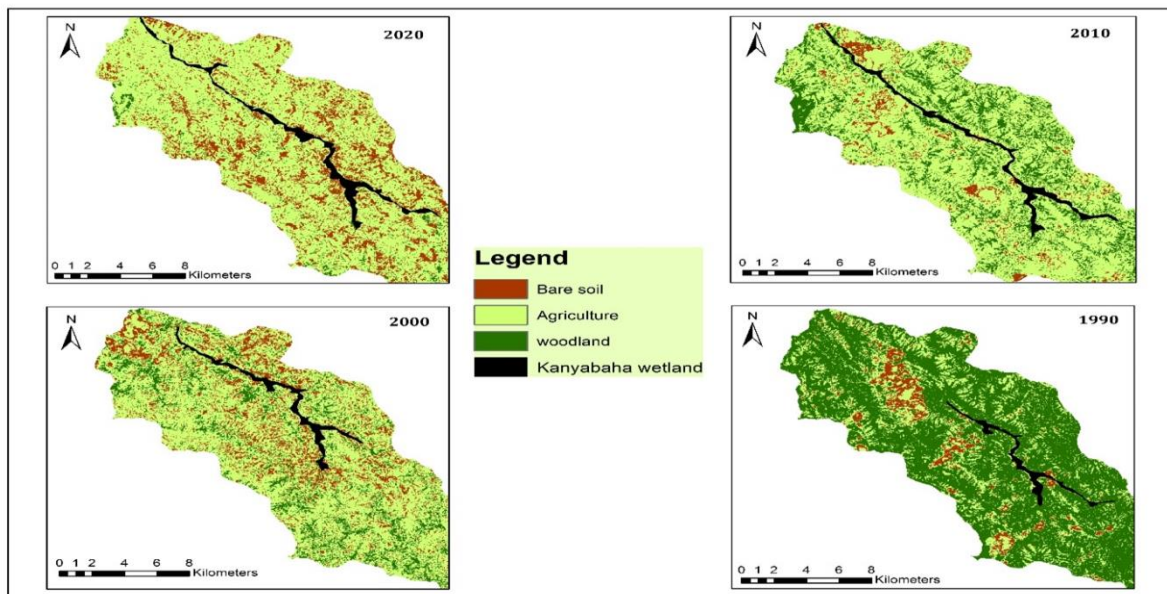 N
2020
0 1 2 4 6 8
Kilometers
N
2010
0 1 2 4 6 8
Kilometers
Legend
Bare soil
Agriculture
woodland
Kanyabaha wetland
N
2000
0 1 2 4 6 8
Kilometers
N
1990
0 1 2 4 6 8
Kilometers